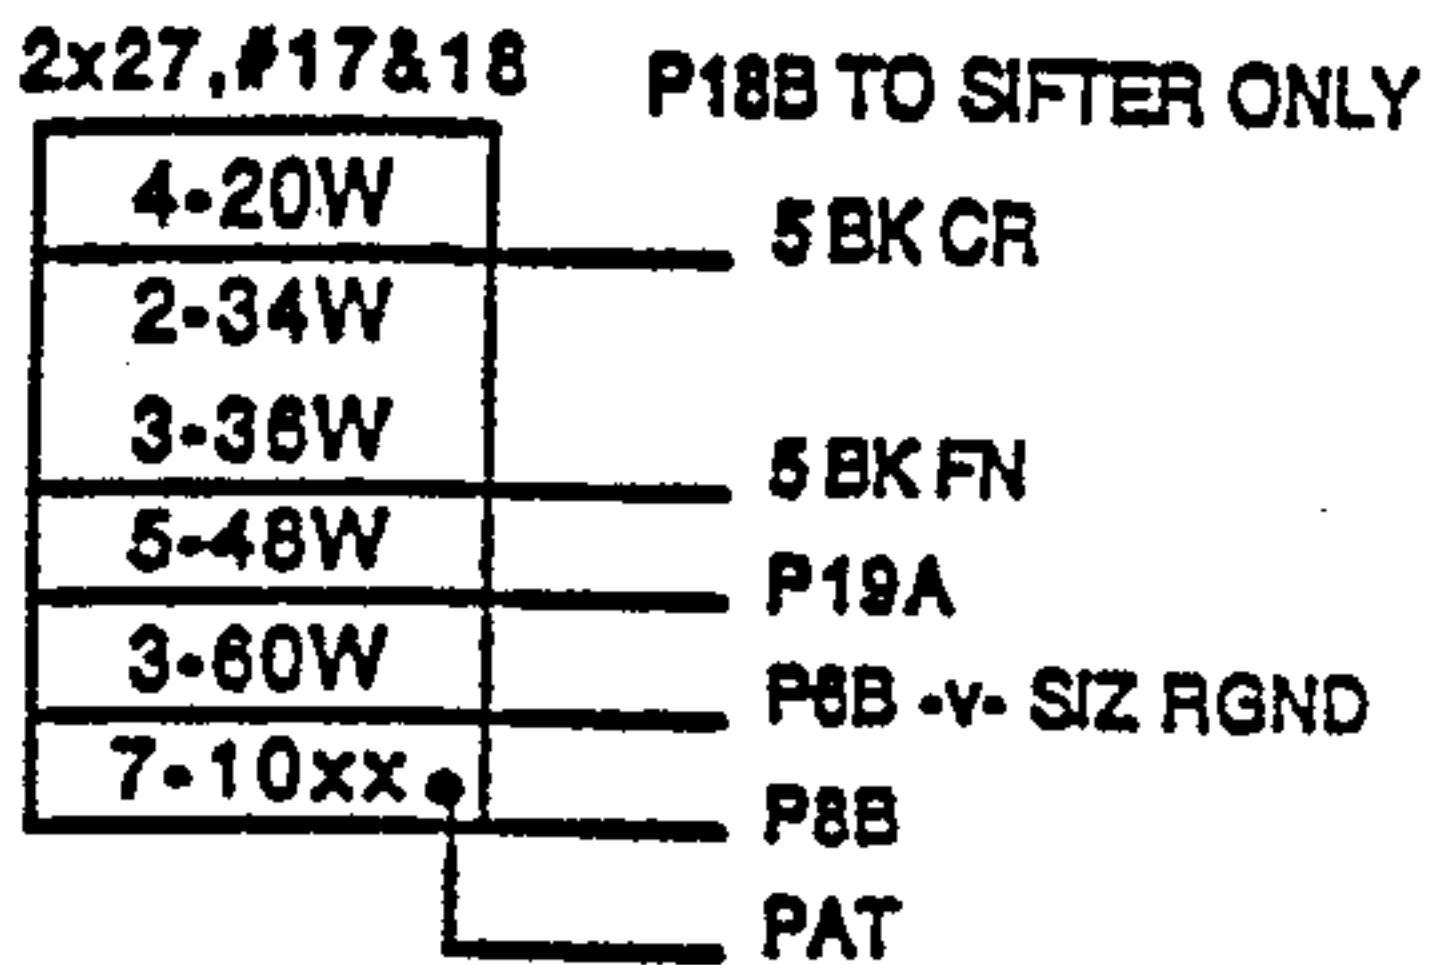 2x27,#17&18
P18B TO SIFTER ONLY
4-20W
5 BK CR
2-34W
3-36W
5 BK FN
5-48W
P19A
3-60W
P6B -v- SIZ RGND
7-10xx
P8B
PAT